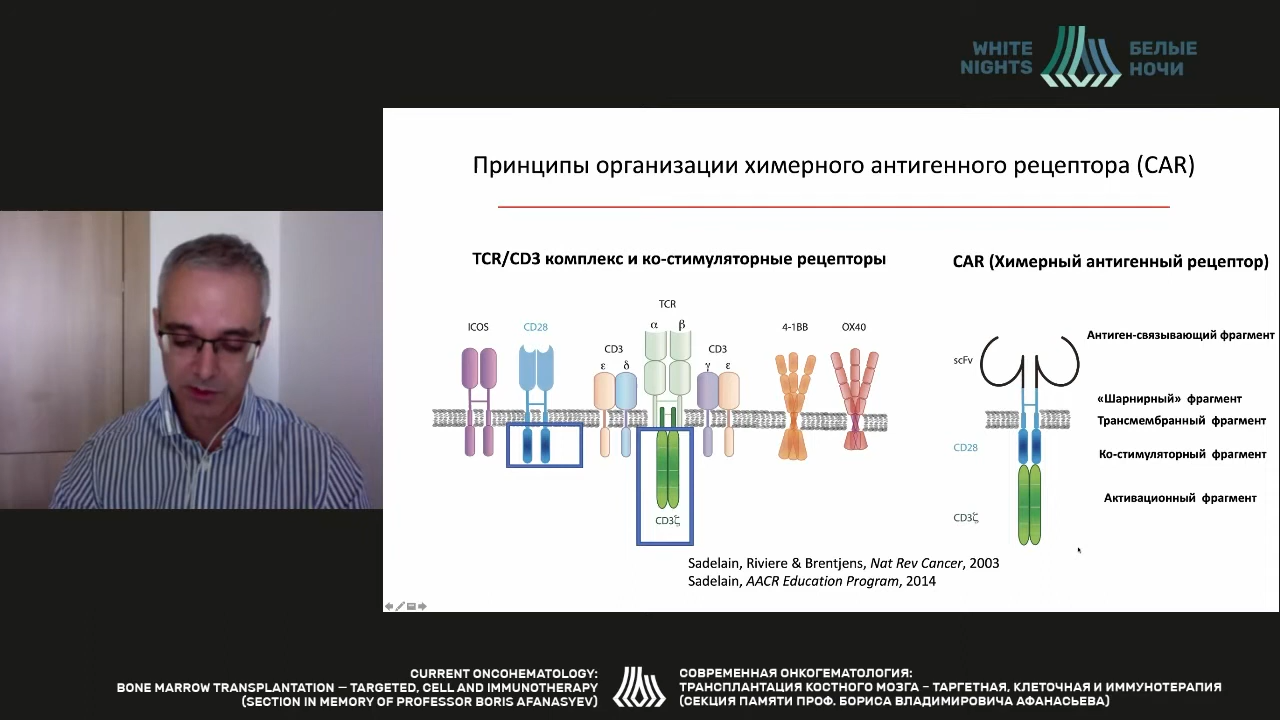 WHITE
NIGHTS
БЕЛЫЕ
НОЧИ
Принципы организации химерного антигенного рецептора (CAR)
TCR/CD3 комплекс и ко-стимуляторные рецепторы
CAR (Химерный антигенный рецептор)
TCR
ICOS
CD28
α
β
4-1BB
OX40
CD3
CD3
ε
δ
γ
ε
CD3ζ
Антиген-связывающий фрагмент
scFv
«Шарнирный» фрагмент
Трансмембранный фрагмент
CD28
Ко-стимуляторный фрагмент
Активационный фрагмент
CD3ζ
Sadelain, Riviere & Brentjens, Nat Rev Cancer, 2003
Sadelain, AACR Education Program, 2014
CURRENT ONCOHEMATOLOGY:
BONE MARROW TRANSPLANTATION – TARGETED, CELL AND IMMUNOTHERAPY
(SECTION IN MEMORY OF PROFESSOR BORIS AFANASYEV)
СОВРЕМЕННАЯ ОНКОГЕМАТОЛОГИЯ:
ТРАНСПЛАНТАЦИЯ КОСТНОГО МОЗГА – ТАРГЕТНАЯ, КЛЕТОЧНАЯ И ИММУНОТЕРАПИЯ
(СЕКЦИЯ ПАМЯТИ ПРОФ. БОРИСА ВЛАДИМИРОВИЧА АФАНАСЬЕВА)